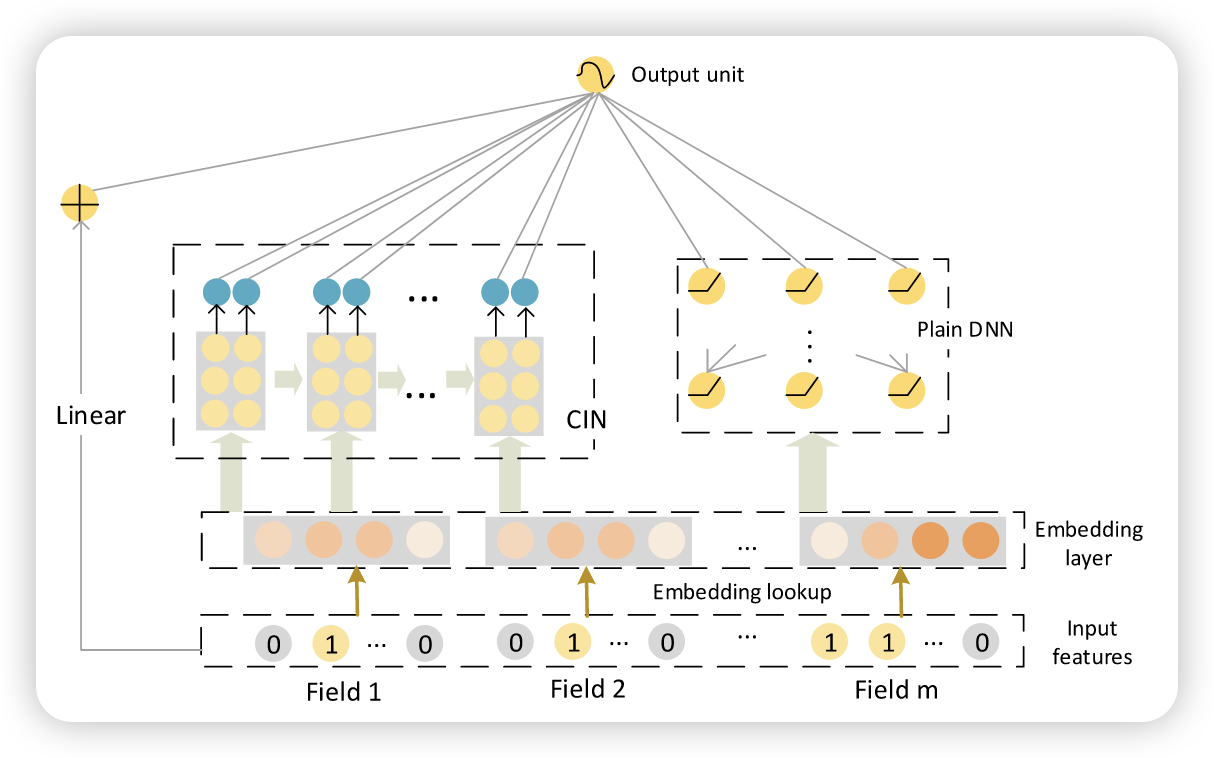 Output unit
...
Plain DNN
Linear
...
CIN
...
Embedding
layer
Embedding lookup
0 1 ... 0
0 1 ... 0
...
1 1 ... 0
Input
features
Field 1
Field 2
Field m